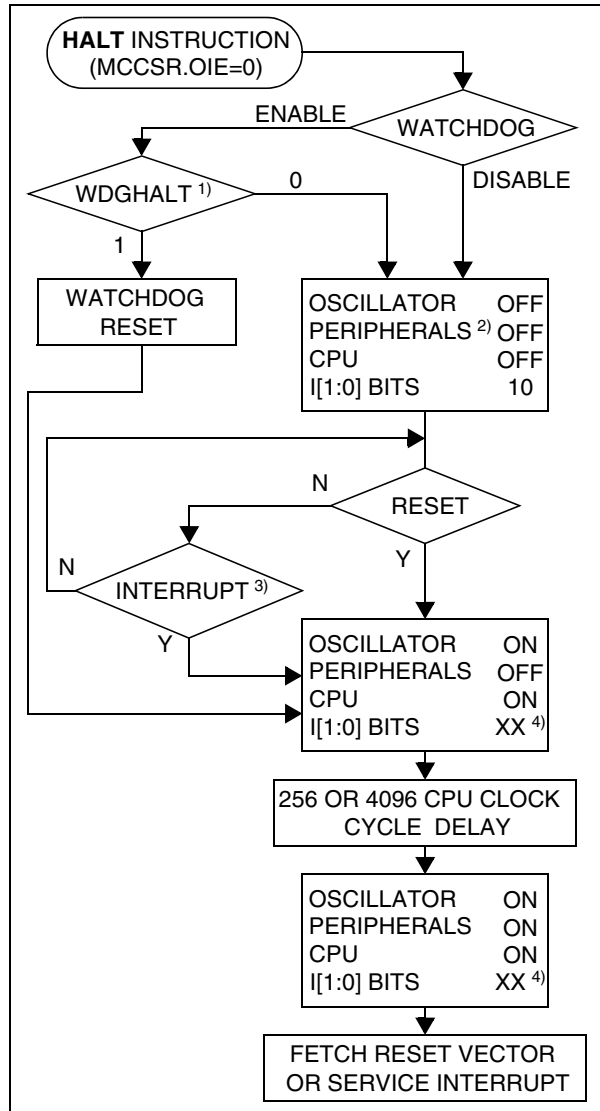 HALT INSTRUCTION
(MCCSR.OIE=0)
WATCHDOG
ENABLE
DISABLE
WDGHALT 1)
0
1
WATCHDOG
RESET
OSCILLATOR OFF
PERIPHERALS 2) OFF
CPU OFF
I[1:0] BITS 10
RESET
N
Y
INTERRUPT 3)
N
Y
OSCILLATOR ON
PERIPHERALS OFF
CPU ON
I[1:0] BITS XX 4)
256 OR 4096 CPU CLOCK
CYCLE DELAY
OSCILLATOR ON
PERIPHERALS ON
CPU ON
I[1:0] BITS XX 4)
FETCH RESET VECTOR
OR SERVICE INTERRUPT